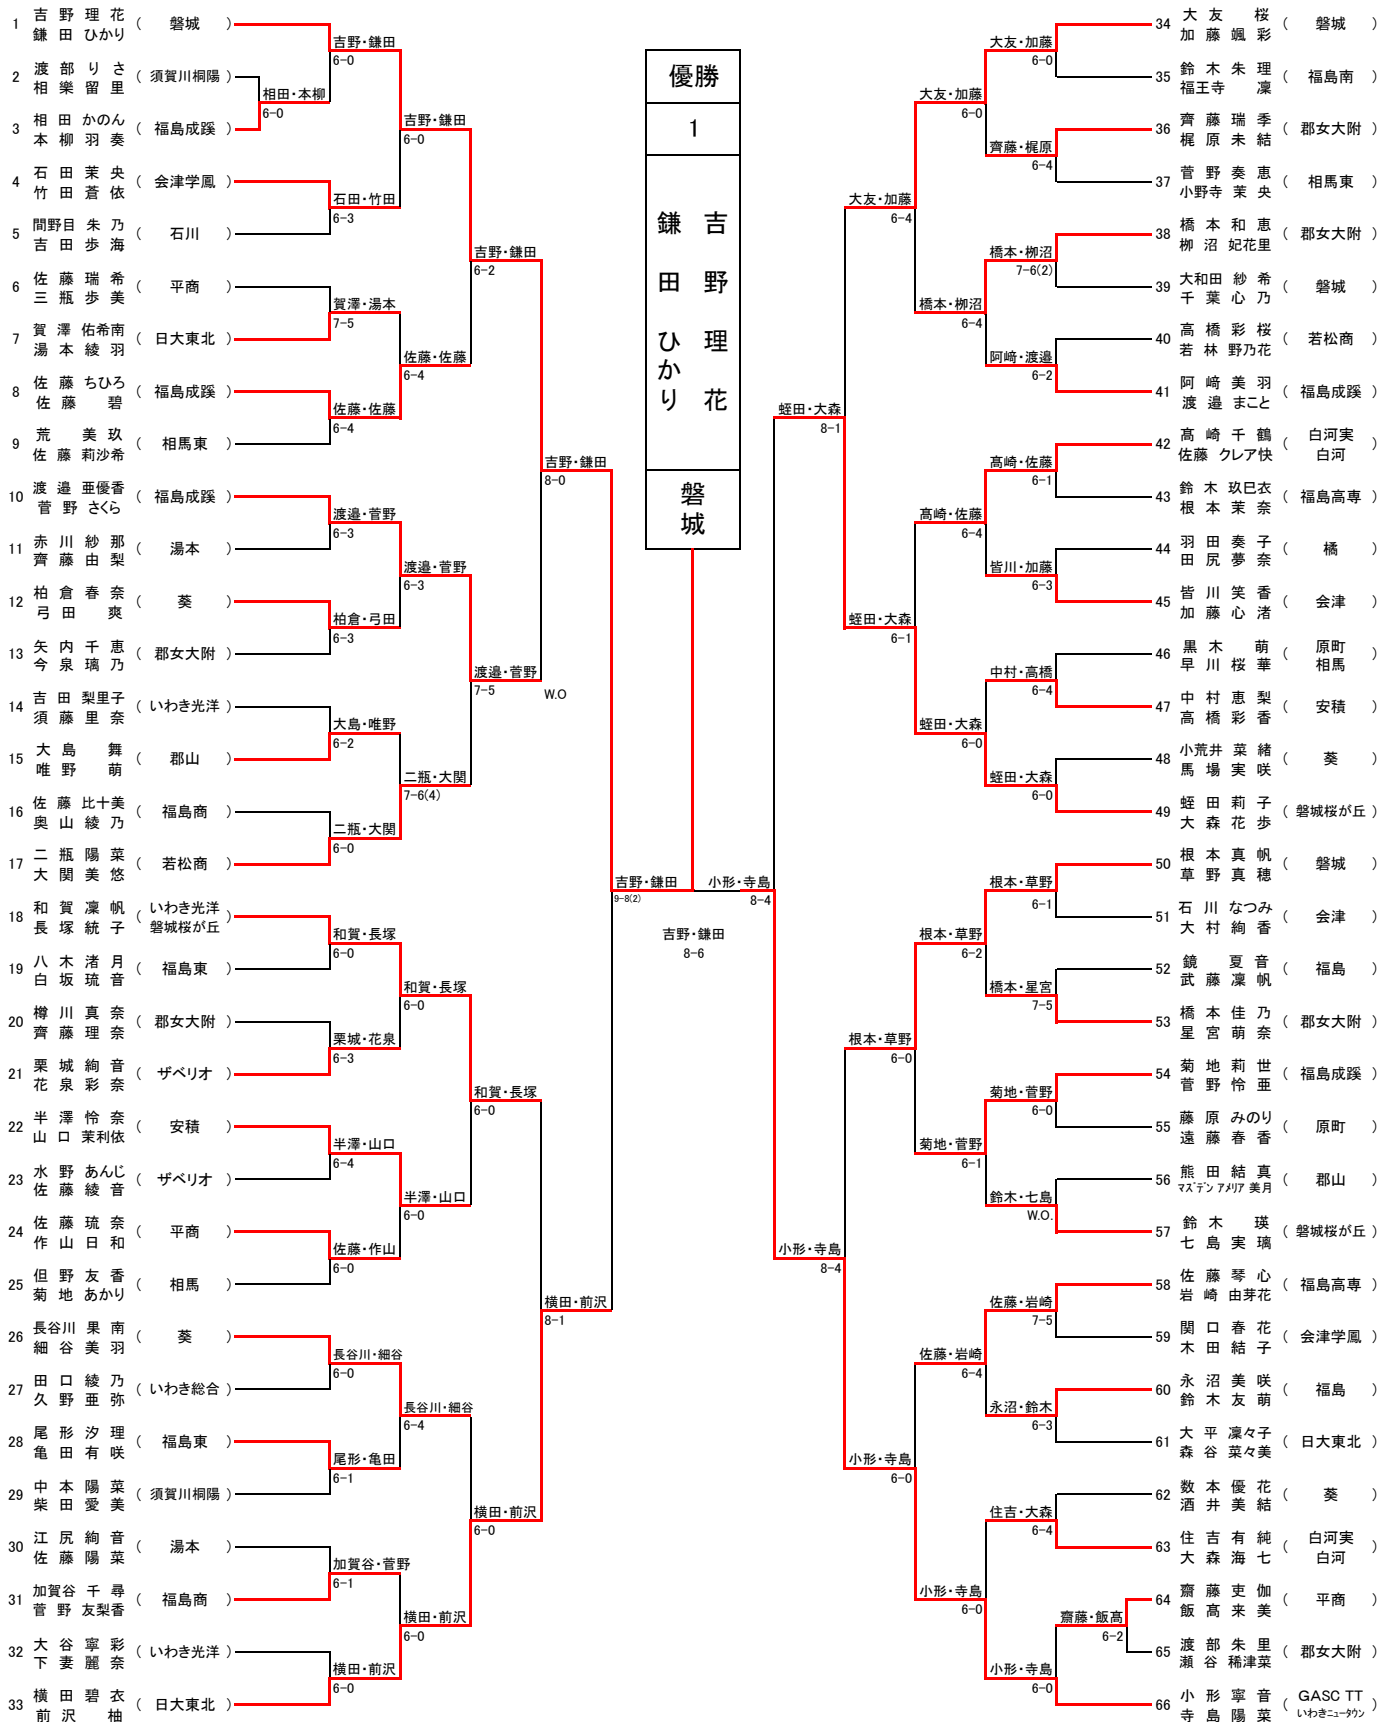 優勝
1
吉野理花
鎌田ひかり
磐城
1 吉野理花 鎌田ひかり ( 磐城 )
2 渡部りさ 相樂留里 ( 須賀川桐陽 )
3 相田かのん 本柳羽奏 ( 福島成蹊 )
4 石田茉央 竹田蒼依 ( 会津学鳳 )
5 間野目朱乃 吉田歩海 ( 石川 )
6 佐藤瑞希 三瓶歩美 ( 平商 )
7 賀澤佑希南 湯本綾羽 ( 日大東北 )
8 佐藤ちひろ 佐藤碧 ( 福島成蹊 )
9 荒美玖 佐藤莉沙希 ( 相馬東 )
10 渡邉亜優香 菅野さくら ( 福島成蹊 )
11 赤川紗那 齊藤由梨 ( 湯本 )
12 柏倉春奈 弓田爽 ( 葵 )
13 矢内千恵 今泉璃乃 ( 郡女大附 )
14 吉田梨里子 須藤里奈 ( いわき光洋 )
15 大島舞 唯野萌 ( 郡山 )
16 佐藤比十美 奥山綾乃 ( 福島商 )
17 二瓶陽菜 大関美悠 ( 若松商 )
18 和賀凜帆 長塚統子 ( いわき光洋 磐城桜が丘 )
19 八木渚月 白坂琉音 ( 福島東 )
20 樽川真奈 齊藤理奈 ( 郡女大附 )
21 栗城絢音 花泉彩奈 ( ザベリオ )
22 半澤怜奈 山口茉利依 ( 安積 )
23 水野あんじ 佐藤綾音 ( ザベリオ )
24 佐藤琉奈 作山日和 ( 平商 )
25 但野友香 菊地あかり ( 相馬 )
26 長谷川果南 細谷美羽 ( 葵 )
27 田口綾乃 久野亜弥 ( いわき総合 )
28 尾形汐理 亀田有咲 ( 福島東 )
29 中本陽菜 柴田愛美 ( 須賀川桐陽 )
30 江尻絢音 佐藤陽菜 ( 湯本 )
31 加賀谷千尋 菅野友梨香 ( 福島商 )
32 大谷寧彩 下妻麗奈 ( いわき光洋 )
33 横田碧衣 前沢柚 ( 日大東北 )
相田・本柳 6-0
吉野・鎌田 6-0
石田・竹田 6-3
賀澤・湯本 7-5
佐藤・佐藤 6-4
渡邉・菅野 6-3
柏倉・弓田 6-3
大島・唯野 6-2
二瓶・大関 6-0
和賀・長塚 6-0
栗城・花泉 6-3
半澤・山口 6-4
佐藤・作山 6-0
長谷川・細谷 6-0
尾形・亀田 6-1
加賀谷・菅野 6-1
横田・前沢 6-0
吉野・鎌田 6-0
佐藤・佐藤 6-4
渡邉・菅野 6-3
二瓶・大関 7-6(4)
和賀・長塚 6-0
半澤・山口 6-0
長谷川・細谷 6-4
横田・前沢 6-0
吉野・鎌田 6-2
渡邉・菅野 7-5
和賀・長塚 6-0
横田・前沢 6-0
吉野・鎌田 8-0
W.O
横田・前沢 8-1
吉野・鎌田 9-8(2)
吉野・鎌田 8-6
小形・寺島 8-4
蛭田・大森 8-1
小形・寺島 8-4
大友・加藤 6-4
蛭田・大森 6-1
根本・草野 6-0
小形・寺島 6-0
大友・加藤 6-0
橋本・柳沼 6-4
髙崎・佐藤 6-4
蛭田・大森 6-0
根本・草野 6-2
菊地・菅野 6-1
佐藤・岩崎 6-4
小形・寺島 6-0
大友・加藤 6-0
齊藤・梶原 6-4
橋本・柳沼 7-6(2)
阿﨑・渡邉 6-2
髙崎・佐藤 6-1
皆川・加藤 6-3
中村・高橋 6-4
蛭田・大森 6-0
根本・草野 6-1
橋本・星宮 7-5
菊地・菅野 6-0
鈴木・七島 W.O.
佐藤・岩崎 7-5
永沼・鈴木 6-3
住吉・大森 6-4
小形・寺島 6-0
齋藤・飯髙 6-2
34 大友桜 加藤颯彩 ( 磐城 )
35 鈴木朱理 福王寺凜 ( 福島南 )
36 齊藤瑞季 梶原未結 ( 郡女大附 )
37 菅野奏恵 小野寺茉央 ( 相馬東 )
38 橋本和恵 柳沼妃花里 ( 郡女大附 )
39 大和田紗希 千葉心乃 ( 磐城 )
40 高橋彩桜 若林野乃花 ( 若松商 )
41 阿﨑美羽 渡邉まこと ( 福島成蹊 )
42 髙崎千鶴 佐藤クレア快 ( 白河実 白河 )
43 鈴木玖巳衣 根本茉奈 ( 福島高専 )
44 羽田奏子 田尻夢奈 ( 橘 )
45 皆川笑香 加藤心渚 ( 会津 )
46 黒木萌 早川桜華 ( 原町 相馬 )
47 中村恵梨 高橋彩香 ( 安積 )
48 小荒井菜緒 馬場実咲 ( 葵 )
49 蛭田莉子 大森花歩 ( 磐城桜が丘 )
50 根本真帆 草野真穂 ( 磐城 )
51 石川なつみ 大村絢香 ( 会津 )
52 鏡夏音 武藤凜帆 ( 福島 )
53 橋本佳乃 星宮萌奈 ( 郡女大附 )
54 菊地莉世 菅野怜亜 ( 福島成蹊 )
55 藤原みのり 遠藤春香 ( 原町 )
56 熊田結真 マズデン アメリア 美月 ( 郡山 )
57 鈴木瑛 七島実璃 ( 磐城桜が丘 )
58 佐藤琴心 岩崎由芽花 ( 福島高専 )
59 関口春花 木田結子 ( 会津学鳳 )
60 永沼美咲 鈴木友萌 ( 福島 )
61 大平凜々子 森谷菜々美 ( 日大東北 )
62 数本優花 酒井美結 ( 葵 )
63 住吉有純 大森海七 ( 白河実 白河 )
64 齋藤吏伽 飯髙来美 ( 平商 )
65 渡部朱里 瀬谷稀津菜 ( 郡女大附 )
66 小形寧音 寺島陽菜 ( GASC TT いわきニュータウン )